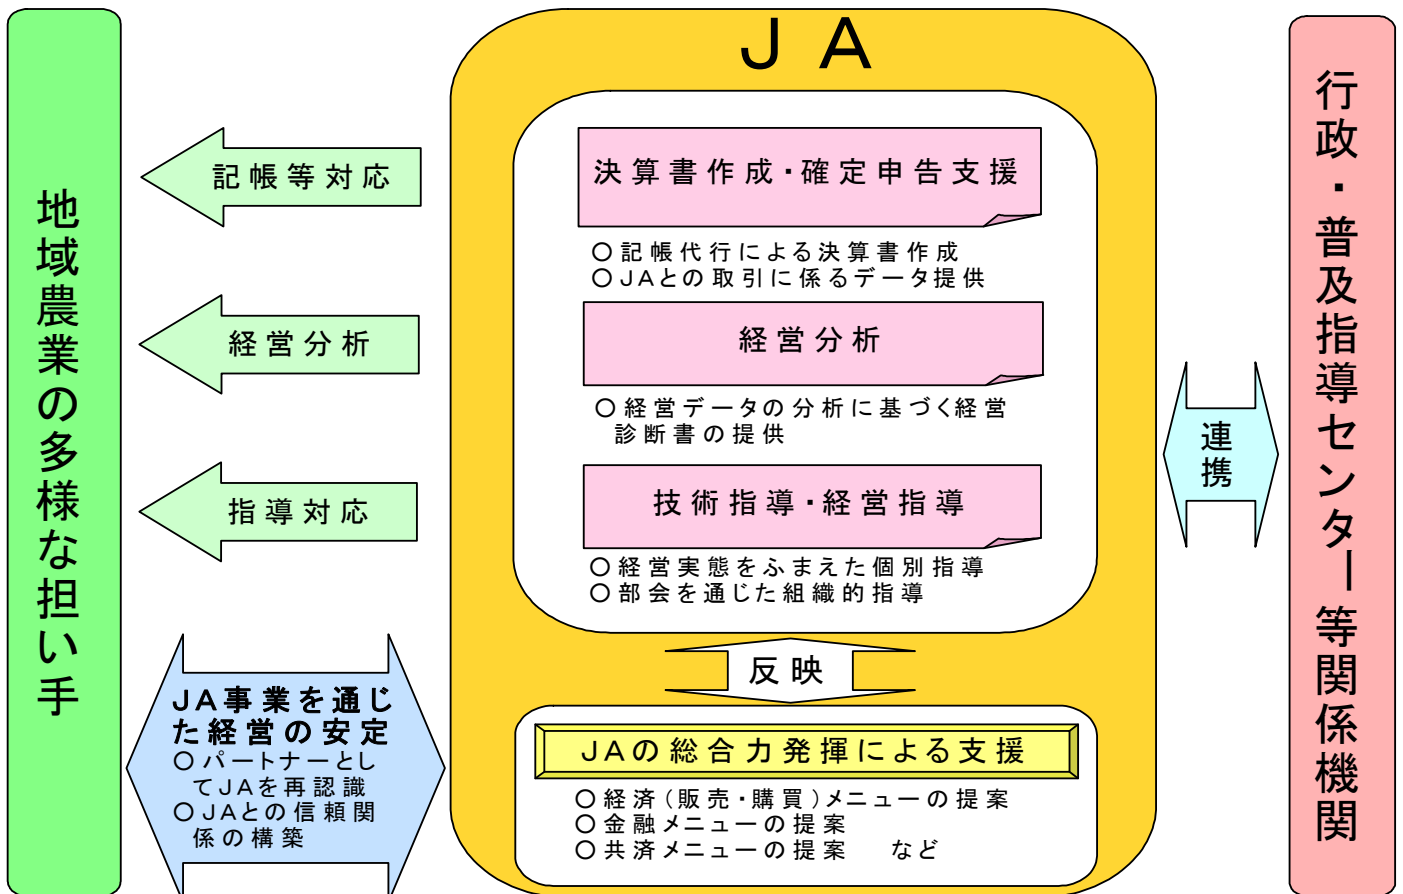 JA
地域農業の多様な担い手
記帳等対応
経営分析
指導対応
JA事業を通じ
た経営の安定
○パートナーとし
てJAを再認識
○JAとの信頼関
係の構築
決算書作成・確定申告支援
○記帳代行による決算書作成
○JAとの取引に係るデータ提供
経営分析
○経営データの分析に基づく経営
診断書の提供
技術指導・経営指導
○経営実態をふまえた個別指導
○部会を通じた組織的指導
反映
JAの総合力発揮による支援
○経済(販売・購買)メニューの提案
○金融メニューの提案
○共済メニューの提案 など
連携
行政・普及指導センター等関係機関